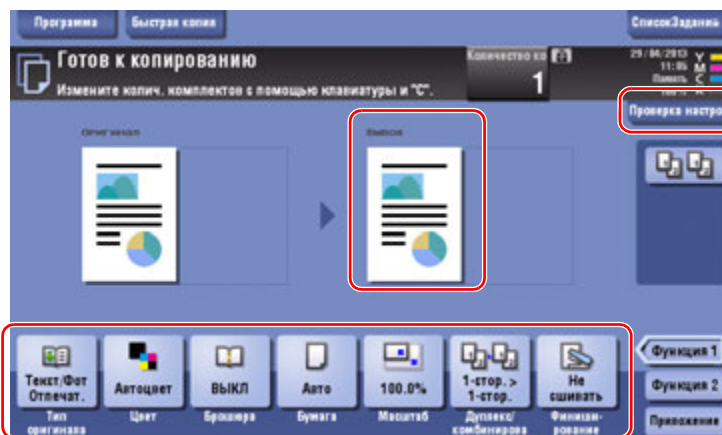 Программа
Быстрая копия
СписокЗаданий
Готов к копированию
Количество ко
29/04/2013
Y
11:05
M
Измените колич. комплектов с помощью клавиатуры и "С".
1
Память
C
K
Проверка настро
Оригинал
Вывод
Текст/Фот
Отпечат.
Автоцвет
ВЫКЛ
Авто
100.0%
1-стор. >
1-стор.
Не
сшивать
Тип
оригинала
Цвет
Брошюра
Бумага
Масштаб
Дуплекс/
комбинирова
Финиши-
рование
Функция 1
Функция 2
Приложение